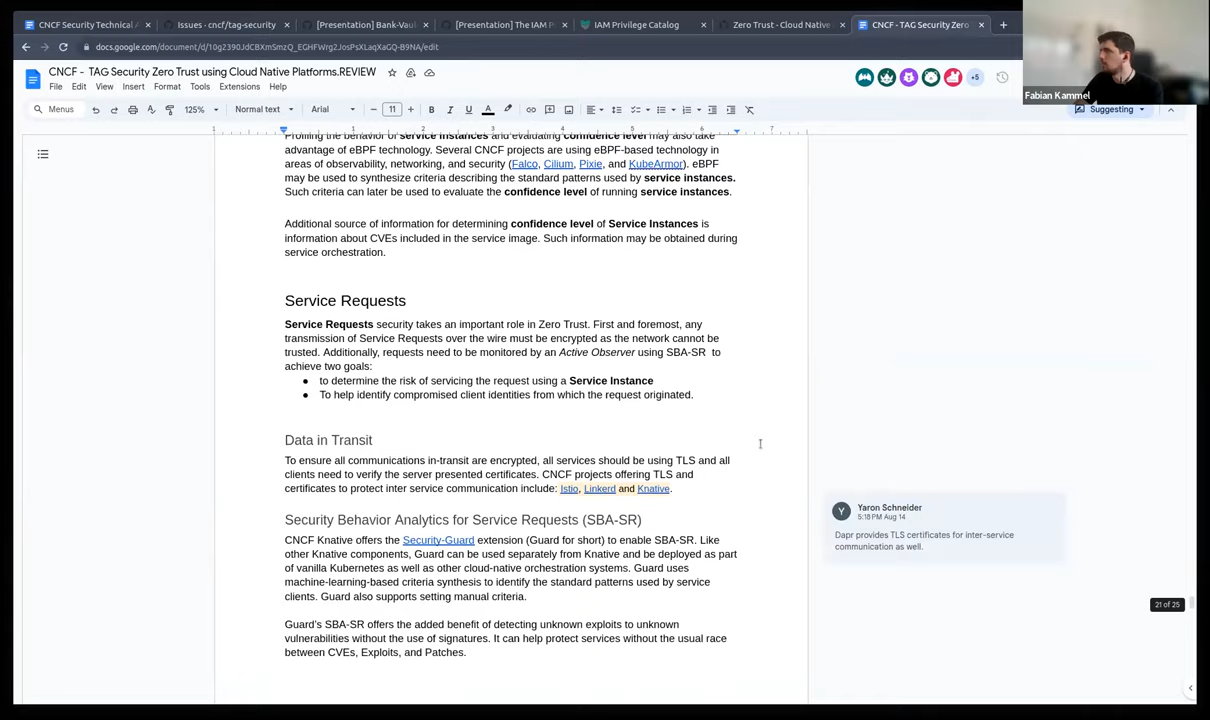 CNCF Security Technical A
Issues · cncf/tag-security
[Presentation] Bank-Vau
[Presentation] The IAM P
IAM Privilege Catalog
Zero Trust - Cloud Native
CNCF - TAG Security Zero
docs.google.com/document/d/10g2390JdCBXmSmzQ_EGHFWrg2JosPsXLaqXaGQ-B9NA/edit
CNCF - TAG Security Zero Trust using Cloud Native Platforms.REVIEW
File Edit View Insert Format Tools Extensions Help
+5
Fabian Kammel
Menus
125%
Normal text
Arial
11
Suggesting
1 1 2 3 4 5 6 7
Profiling the behavior of service instances and evaluating confidence level may also take
advantage of eBPF technology. Several CNCF projects are using eBPF-based technology in
areas of observability, networking, and security (Falco, Cilium, Pixie, and KubeArmor). eBPF
may be used to synthesize criteria describing the standard patterns used by service instances.
Such criteria can later be used to evaluate the confidence level of running service instances.
Additional source of information for determining confidence level of Service Instances is
information about CVEs included in the service image. Such information may be obtained during
service orchestration.
Service Requests
Service Requests security takes an important role in Zero Trust. First and foremost, any
transmission of Service Requests over the wire must be encrypted as the network cannot be
trusted. Additionally, requests need to be monitored by an Active Observer using SBA-SR to
achieve two goals:
● to determine the risk of servicing the request using a Service Instance
● To help identify compromised client identities from which the request originated.
Data in Transit
To ensure all communications in-transit are encrypted, all services should be using TLS and all
clients need to verify the server presented certificates. CNCF projects offering TLS and
certificates to protect inter service communication include: Istio, Linkerd and Knative.
Y
Yaron Schneider
5:18 PM Aug 14
Dapr provides TLS certificates for inter-service
communication as well.
Security Behavior Analytics for Service Requests (SBA-SR)
CNCF Knative offers the Security-Guard extension (Guard for short) to enable SBA-SR. Like
other Knative components, Guard can be used separately from Knative and be deployed as part
of vanilla Kubernetes as well as other cloud-native orchestration systems. Guard uses
machine-learning-based criteria synthesis to identify the standard patterns used by service
clients. Guard also supports setting manual criteria.
21 of 25
Guard's SBA-SR offers the added benefit of detecting unknown exploits to unknown
vulnerabilities without the use of signatures. It can help protect services without the usual race
between CVEs, Exploits, and Patches.